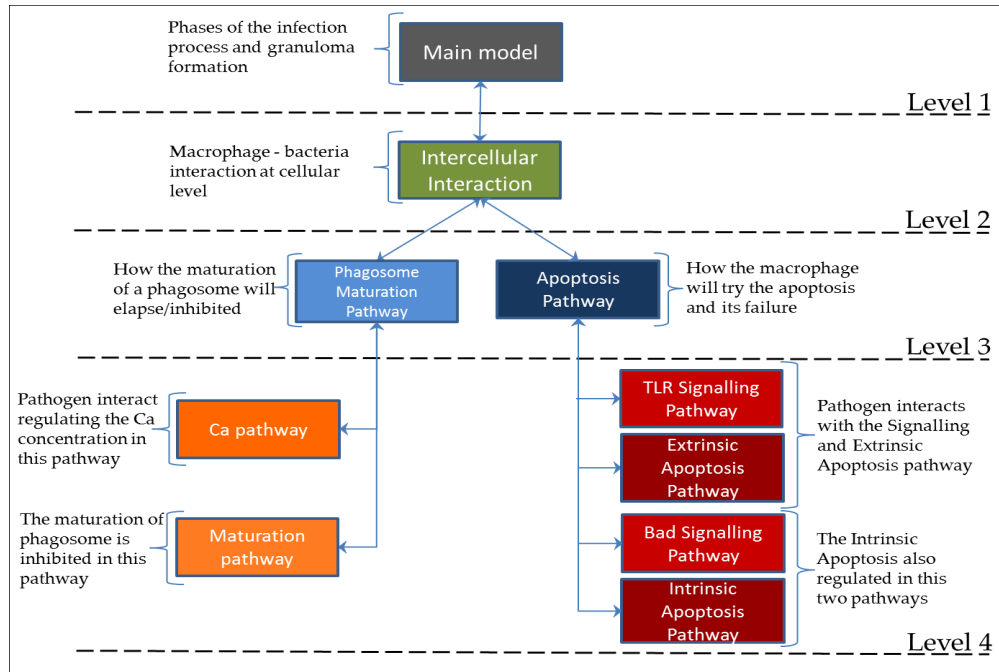 Phases of the infection
process and granuloma
formation
Main model
Level 1
Macrophage - bacteria
interaction at cellular
level
Intercellular
Interaction
Level 2
How the maturation
of a phagosome will
elapse/inhibited
Phagosome
Maturation
Pathway
Apoptosis
Pathway
How the macrophage
will try the apoptosis
and its failure
Level 3
Pathogen interact
regulating the Ca
concentration in
this pathway
Ca pathway
TLR Signalling
Pathway
Extrinsic
Apoptosis
Pathway
Pathogen interacts
with the Signalling
and Extrinsic
Apoptosis pathway
The maturation of
phagosome is
inhibited in this
pathway
Maturation
pathway
Bad Signalling
Pathway
Intrinsic
Apoptosis
Pathway
The Intrinsic
Apoptosis also
regulated in this
two pathways
Level 4